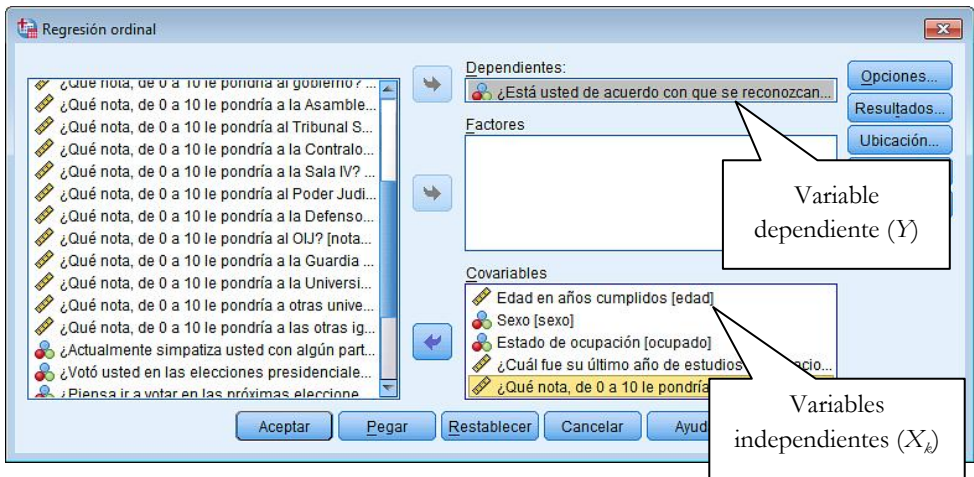 Regresión ordinal
¿Qué nota, de 0 a 10 le pondría al gobierno? ...
¿Qué nota, de 0 a 10 le pondría a la Asamble...
¿Qué nota, de 0 a 10 le pondría al Tribunal S...
¿Qué nota, de 0 a 10 le pondría a la Contralo...
¿Qué nota, de 0 a 10 le pondría a la Sala IV? ...
¿Qué nota, de 0 a 10 le pondría al Poder Judi...
¿Qué nota, de 0 a 10 le pondría a la Defenso...
¿Qué nota, de 0 a 10 le pondría al OIJ? [nota...
¿Qué nota, de 0 a 10 le pondría a la Guardia ...
¿Qué nota, de 0 a 10 le pondría a la Universi...
¿Qué nota, de 0 a 10 le pondría a otras unive...
¿Qué nota, de 0 a 10 le pondría a las otras ig...
¿Actualmente simpatiza usted con algún part...
¿Votó usted en las elecciones presidenciale...
¿Piensa ir a votar en las próximas eleccione...
Dependientes:
¿Está usted de acuerdo con que se reconozcan...
Factores
Covariables
Edad en años cumplidos [edad]
Sexo [sexo]
Estado de ocupación [ocupado]
¿Cuál fue su último año de estudios
¿Qué nota, de 0 a 10 le pondría
Opciones...
Resultados...
Ubicación...
Variable
dependiente (Y)
Variables
independientes (Xk)
Aceptar
Pegar
Restablecer
Cancelar